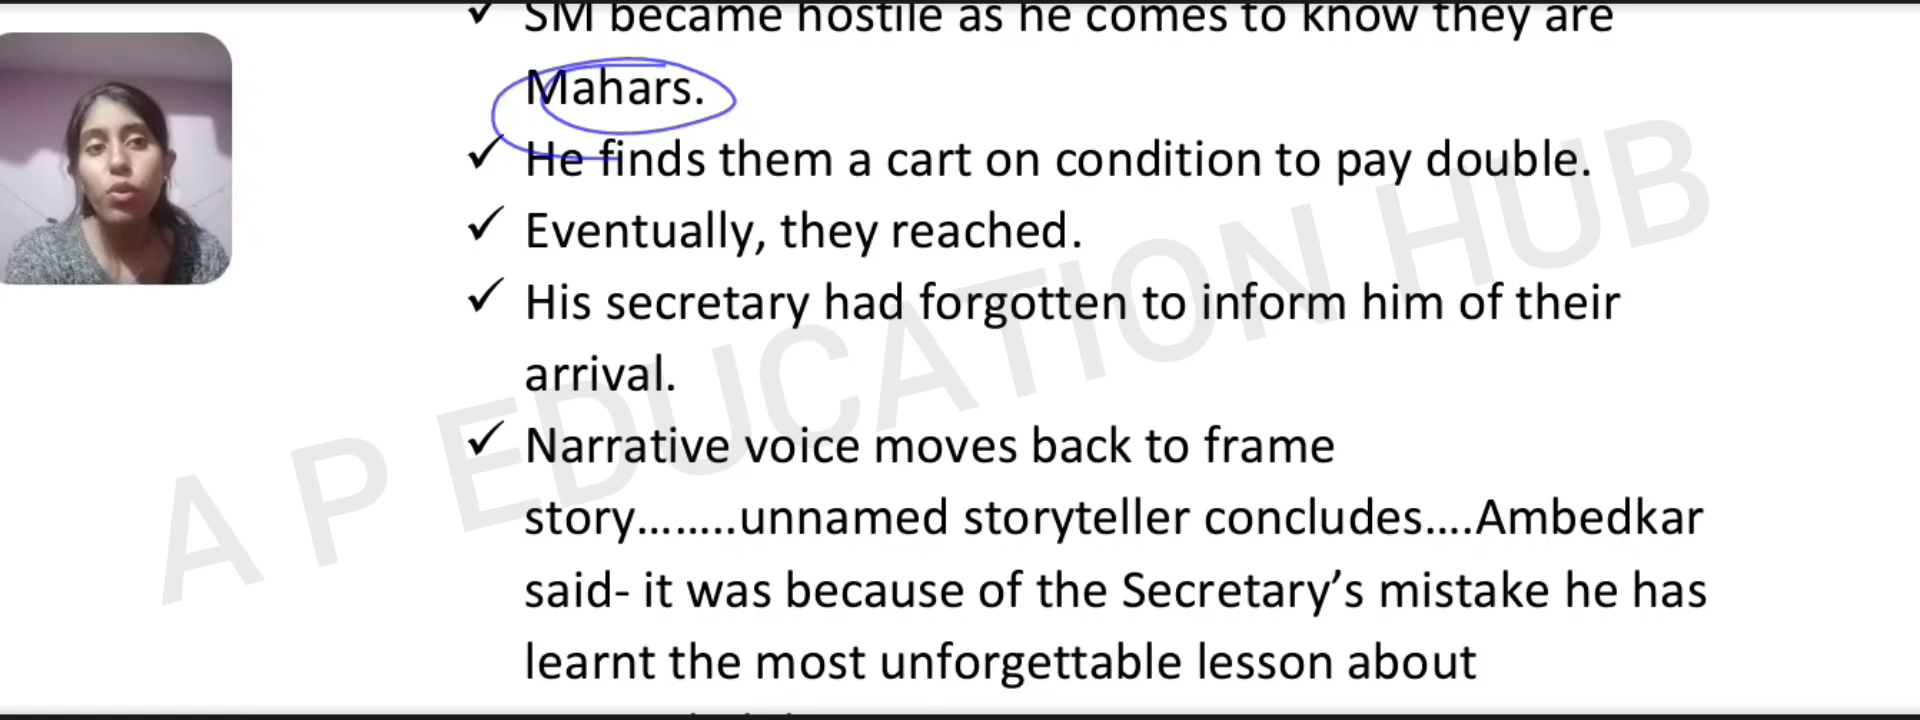 ✓ SM became hostile as he comes to know they are
Mahars.
✓ He finds them a cart on condition to pay double.
✓ Eventually, they reached.
✓ His secretary had forgotten to inform him of their
arrival.
✓ Narrative voice moves back to frame
story........unnamed storyteller concludes....Ambedkar
said- it was because of the Secretary's mistake he has
learnt the most unforgettable lesson about
A P EDUCATION HUB